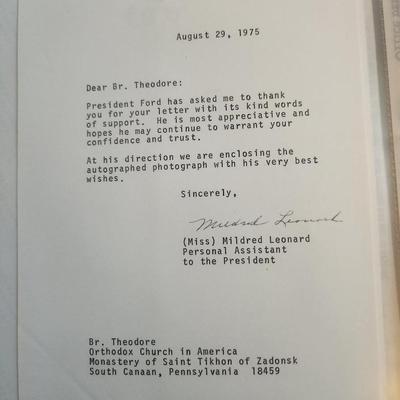 August 29, 1975
Dear Br. Theodore:
President Ford has asked me to thank
you for your letter with its kind words
of support. He is most appreciative and
hopes he may continue to warrant your
confidence and trust.
At his direction we are enclosing the
autographed photograph with his very best
wishes.
Sincerely,
Mildred Leonard
(Miss) Mildred Leonard
Personal Assistant
to the President
Br. Theodore
Orthodox Church in America
Monastery of Saint Tikhon of Zadonsk
South Canaan, Pennsylvania 18459